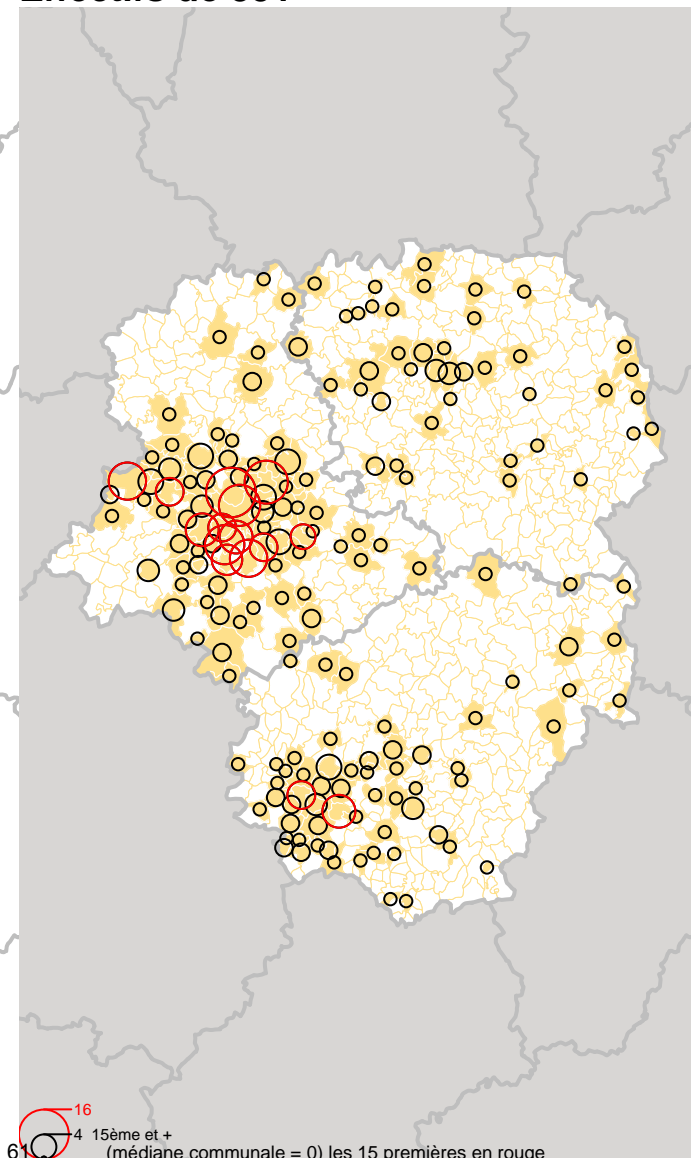 16
4 15ème et +
61
(médiane communale = 0) les 15 premières en rouge